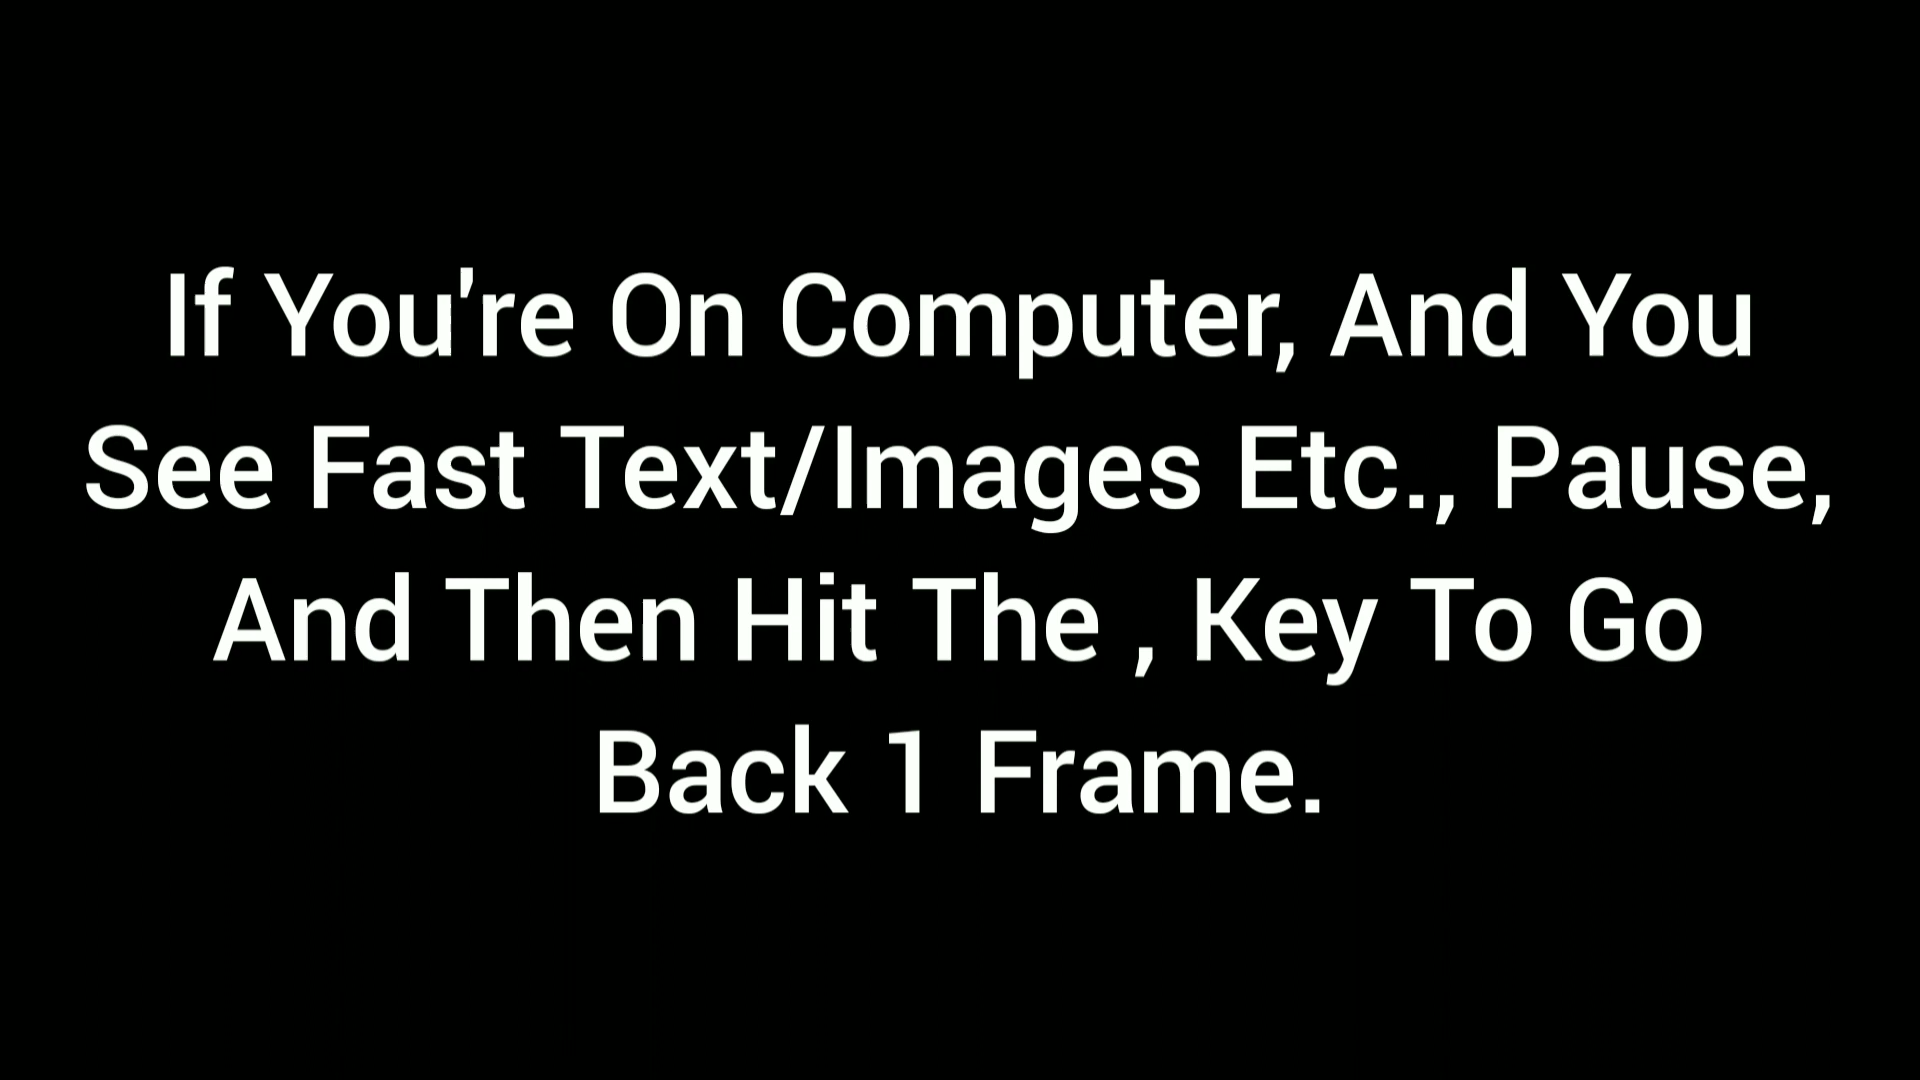 If You're On Computer, And You
See Fast Text/Images Etc., Pause,
And Then Hit The , Key To Go
Back 1 Frame.